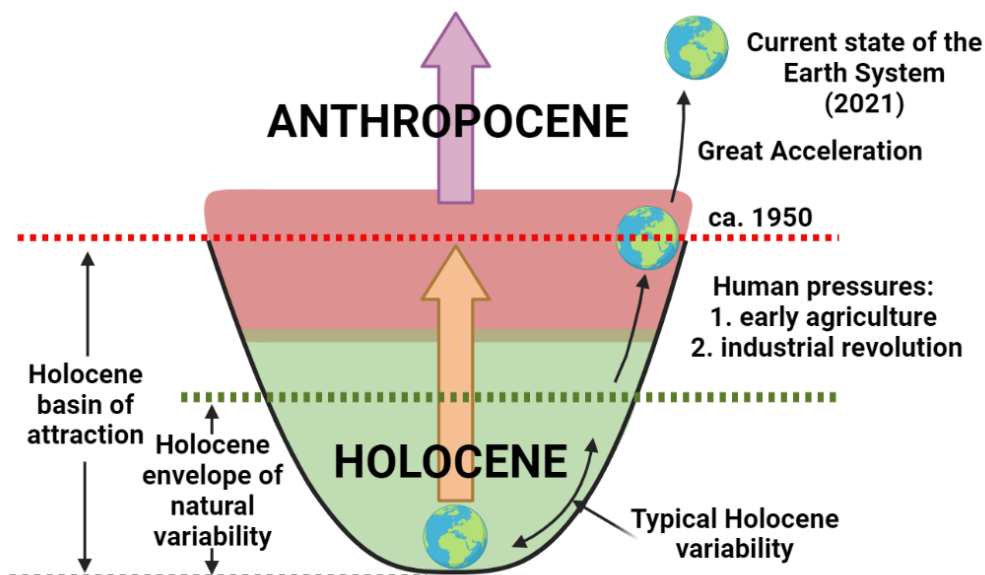 Current state of the
Earth System
(2021)
ANTHROPOCENE
Great Acceleration
ca. 1950
Human pressures:
1. early agriculture
2. industrial revolution
Holocene
basin of
attraction
Holocene
envelope of
natural
variability
HOLOCENE
Typical Holocene
variability